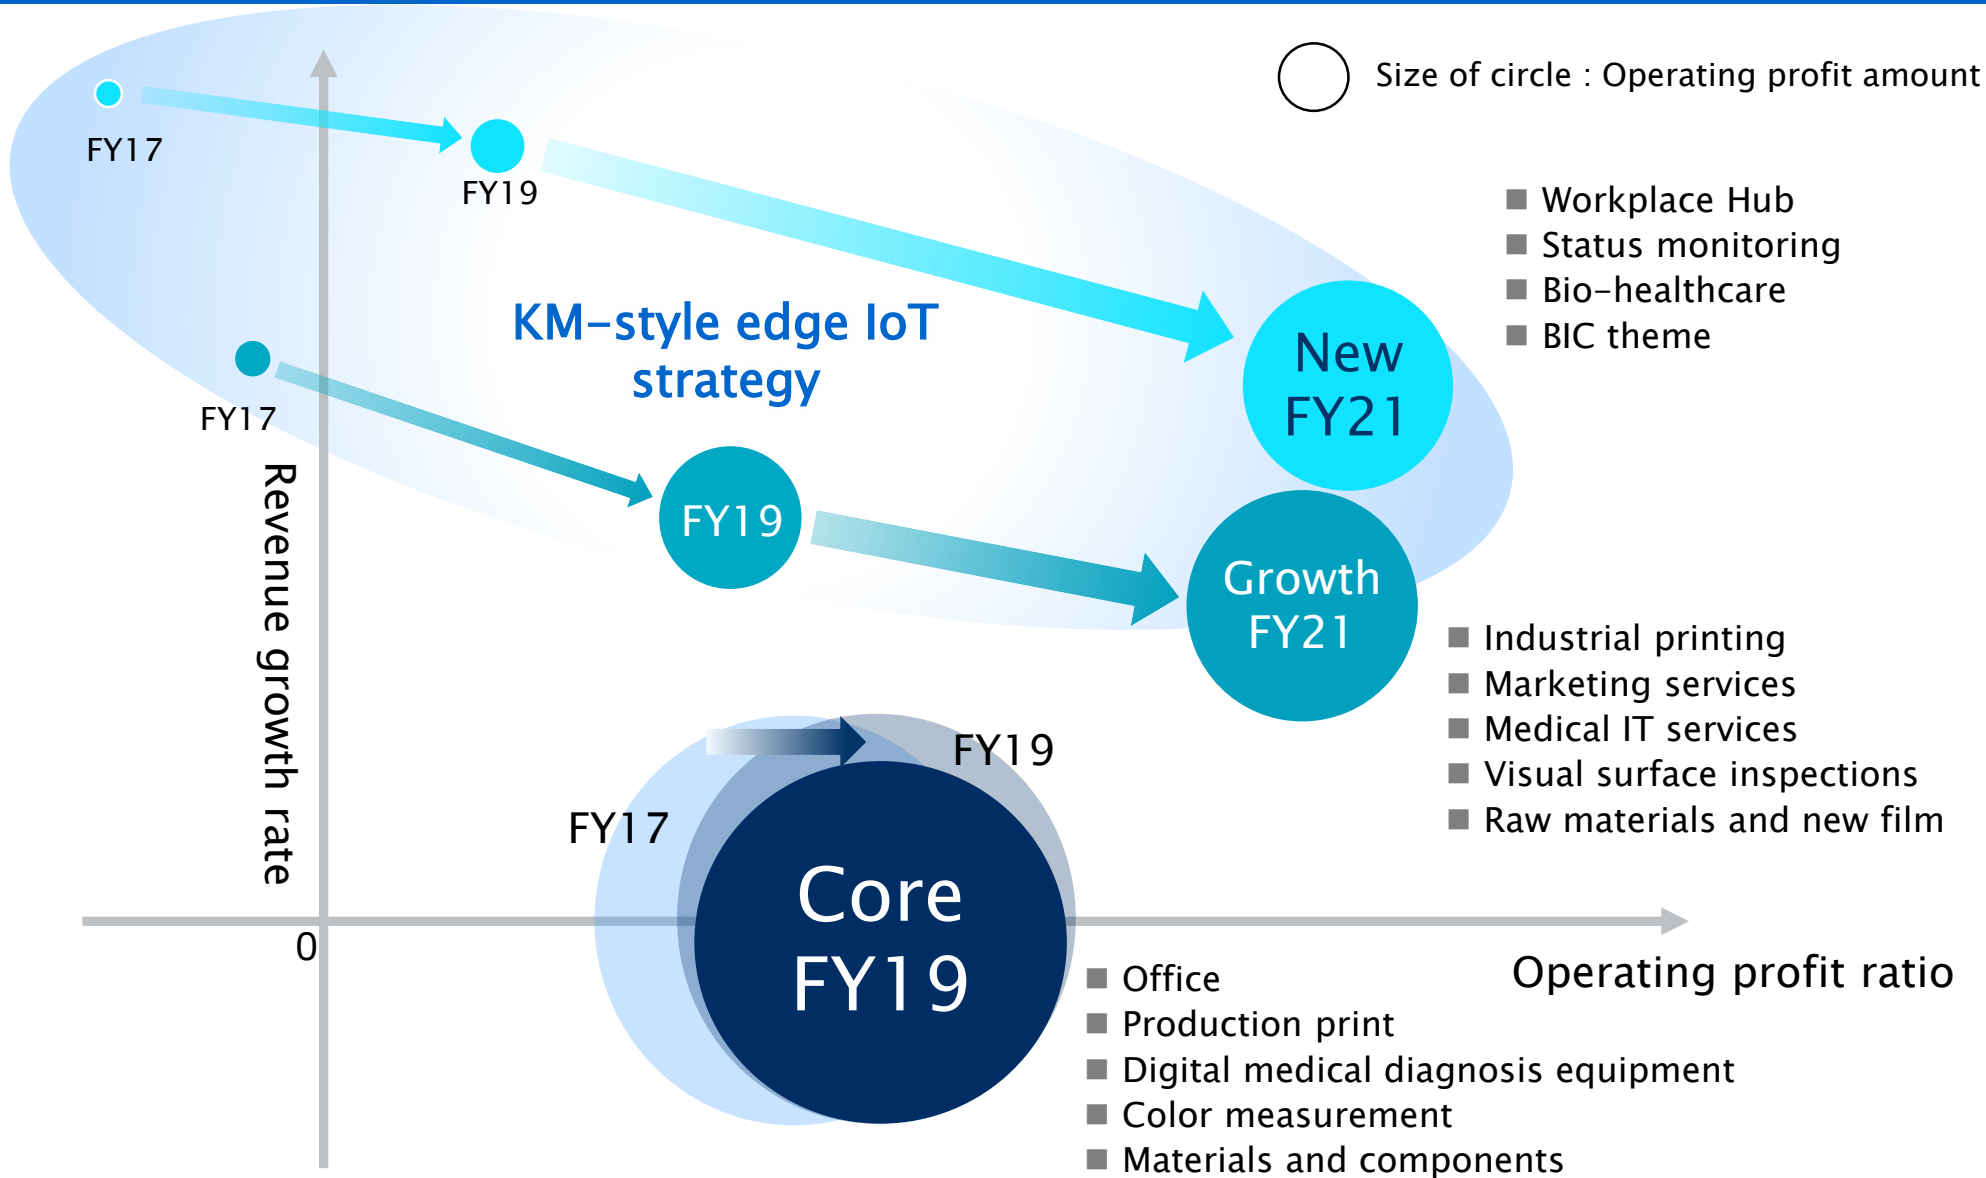 Size of circle : Operating profit amount
FY17
FY19
Workplace Hub
Status monitoring
Bio-healthcare
BIC theme
KM-style edge IoT
strategy
New
FY21
FY17
FY19
Growth
FY21
Revenue growth rate
Industrial printing
Marketing services
Medical IT services
Visual surface inspections
Raw materials and new film
FY19
FY17
Core
FY19
0
Operating profit ratio
Office
Production print
Digital medical diagnosis equipment
Color measurement
Materials and components